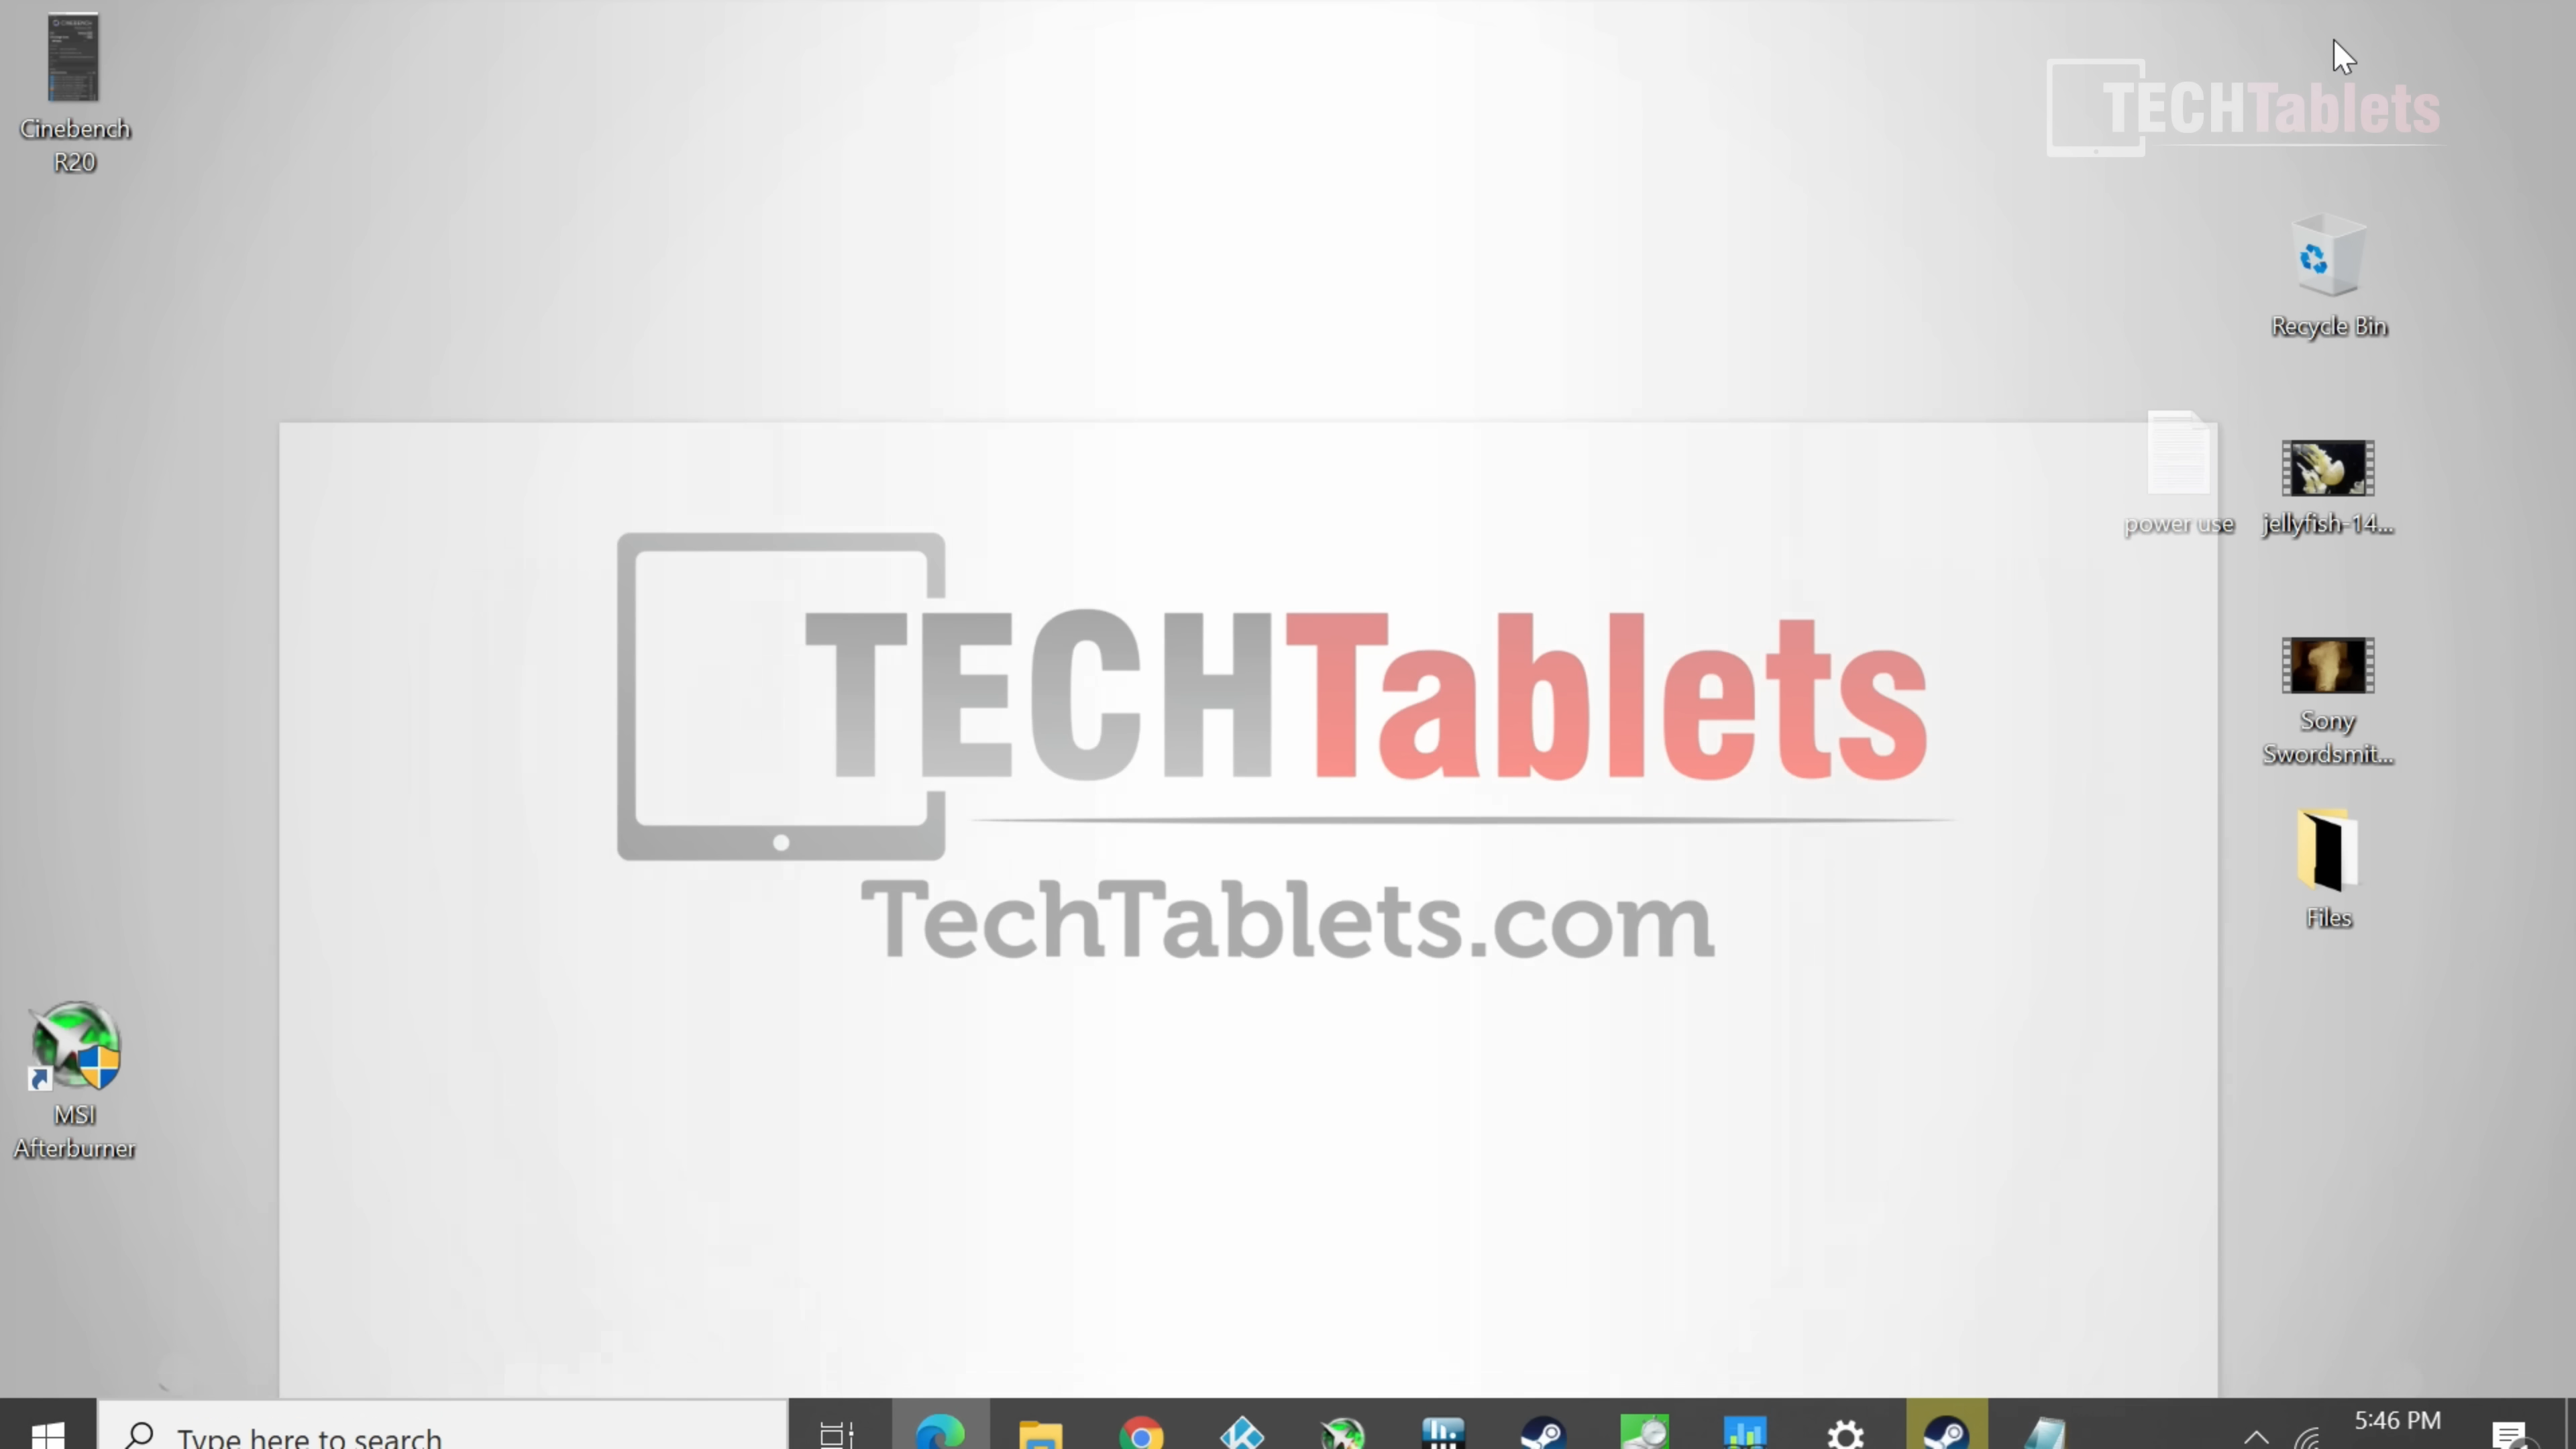 Cinebench
R20
TECHTablets
Recycle Bin
power use
jellyfish-14...
TECHTablets
Sony
Swordsmit...
TechTablets.com
Files
MSI
Afterburner
Type here to search
5:46 PM